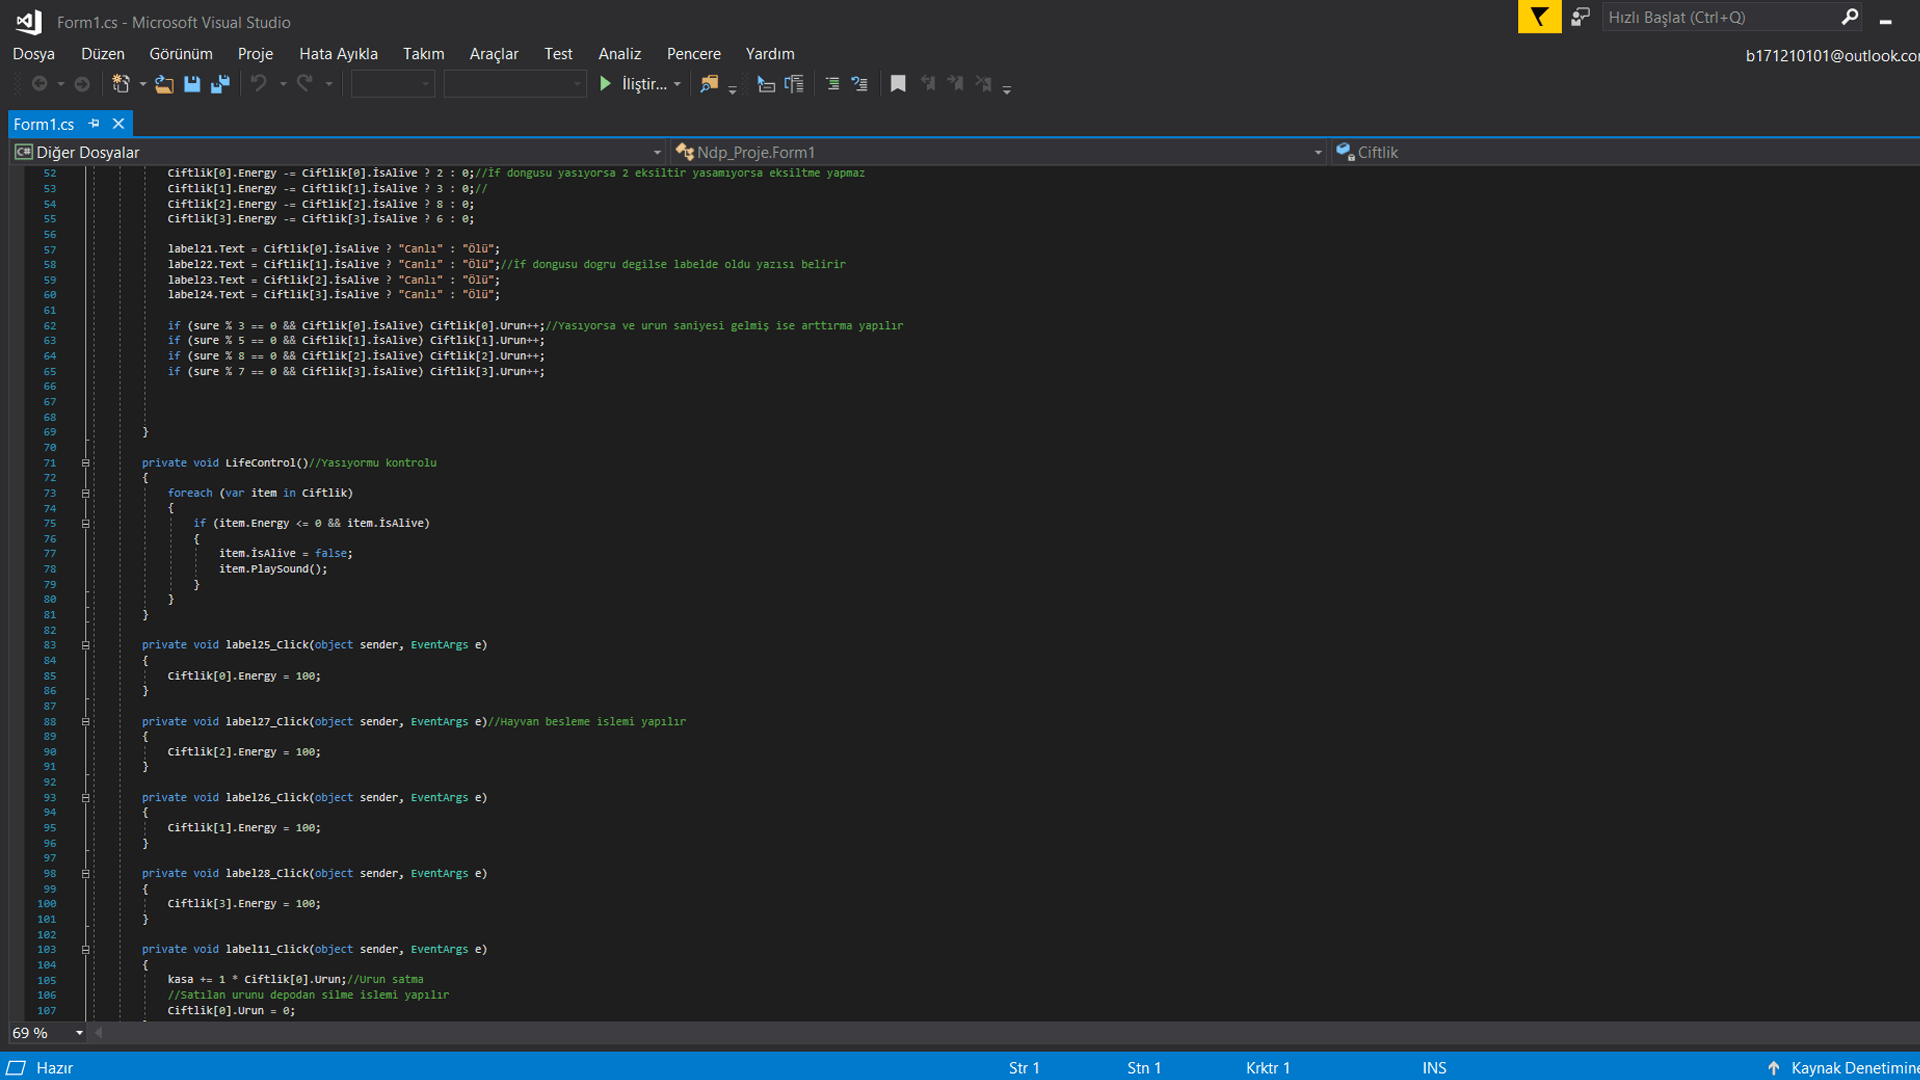 Form1.cs - Microsoft Visual Studio
Hızlı Başlat (Ctrl+Q)
Dosya Düzen Görünüm Proje Hata Ayıkla Takım Araçlar Test Analiz Pencere Yardım
b171210101@outlook.co
İliştir...
Form1.cs
C# Diğer Dosyalar Ndp_Proje.Form1 Ciftlik
52 Ciftlik[0].Energy -= Ciftlik[0].İsAlive ? 2 : 0;//İf dongusu yasıyorsa 2 eksiltir yasamıyorsa eksiltme yapmaz
53 Ciftlik[1].Energy -= Ciftlik[1].İsAlive ? 3 : 0;//
54 Ciftlik[2].Energy -= Ciftlik[2].İsAlive ? 8 : 0;
55 Ciftlik[3].Energy -= Ciftlik[3].İsAlive ? 6 : 0;
56
57 label21.Text = Ciftlik[0].İsAlive ? "Canlı" : "Ölü";
58 label22.Text = Ciftlik[1].İsAlive ? "Canlı" : "Ölü";//İf dongusu dogru degilse labelde oldu yazısı belirir
59 label23.Text = Ciftlik[2].İsAlive ? "Canlı" : "Ölü";
60 label24.Text = Ciftlik[3].İsAlive ? "Canlı" : "Ölü";
61
62 if (sure % 3 == 0 && Ciftlik[0].İsAlive) Ciftlik[0].Urun++;//Yasıyorsa ve urun saniyesi gelmiş ise arttırma yapılır
63 if (sure % 5 == 0 && Ciftlik[1].İsAlive) Ciftlik[1].Urun++;
64 if (sure % 8 == 0 && Ciftlik[2].İsAlive) Ciftlik[2].Urun++;
65 if (sure % 7 == 0 && Ciftlik[3].İsAlive) Ciftlik[3].Urun++;
66
67
68
69 }
70
71 private void LifeControl()//Yasıyormu kontrolu
72 {
73 foreach (var item in Ciftlik)
74 {
75 if (item.Energy <= 0 && item.İsAlive)
76 {
77 item.İsAlive = false;
78 item.PlaySound();
79 }
80 }
81 }
82
83 private void label25_Click(object sender, EventArgs e)
84 {
85 Ciftlik[0].Energy = 100;
86 }
87
88 private void label27_Click(object sender, EventArgs e)//Hayvan besleme islemi yapılır
89 {
90 Ciftlik[2].Energy = 100;
91 }
92
93 private void label26_Click(object sender, EventArgs e)
94 {
95 Ciftlik[1].Energy = 100;
96 }
97
98 private void label28_Click(object sender, EventArgs e)
99 {
100 Ciftlik[3].Energy = 100;
101 }
102
103 private void label11_Click(object sender, EventArgs e)
104 {
105 kasa += 1 * Ciftlik[0].Urun;//Urun satma
106 //Satılan urunu depodan silme islemi yapılır
107 Ciftlik[0].Urun = 0;
69 %
Hazır Str 1 Stn 1 Krktr 1 INS Kaynak Denetimine